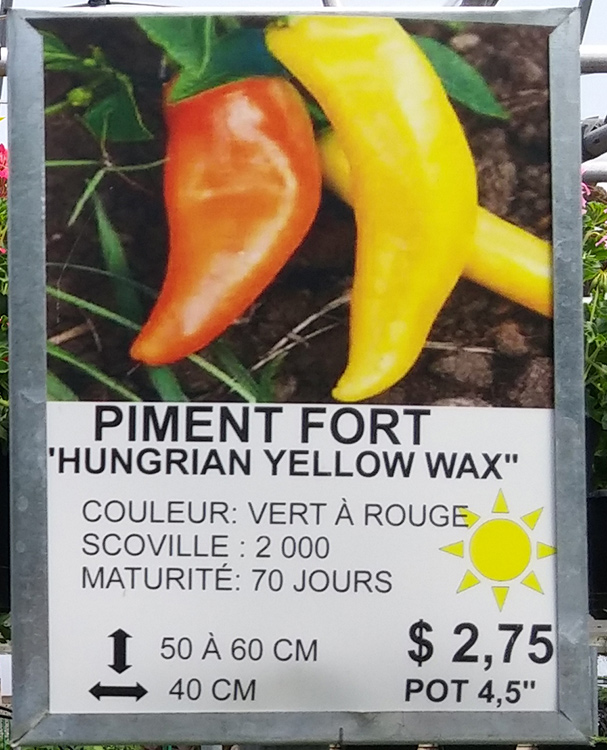 PIMENT FORT
'HUNGRIAN YELLOW WAX"
COULEUR: VERT À ROUGE
SCOVILLE : 2 000
MATURITÉ: 70 JOURS
50 À 60 CM
40 CM
$ 2,75
POT 4,5"